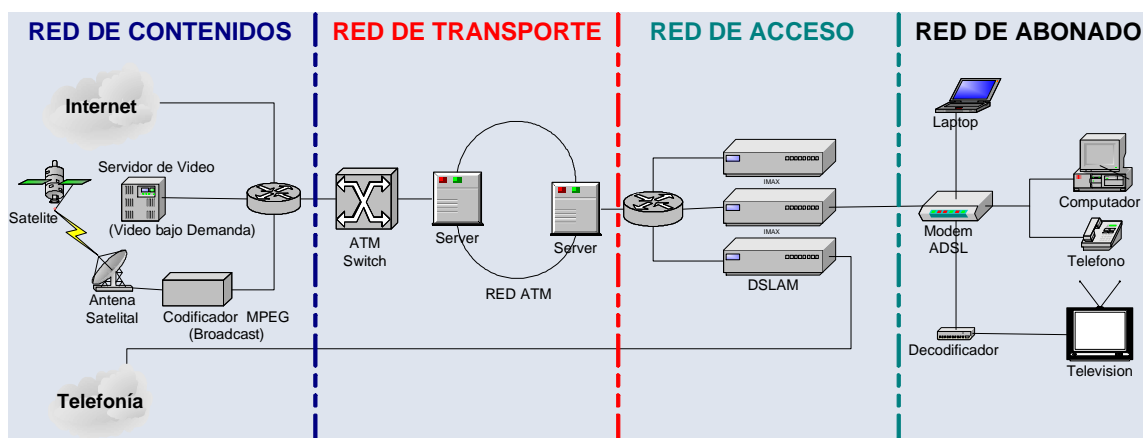 RED DE CONTENIDOS
RED DE TRANSPORTE
RED DE ACCESO
RED DE ABONADO
Internet
Servidor de Video
Satelite
(Video bajo Demanda)
Antena
Satelital
Codificador MPEG
(Broadcast)
Telefonía
ATM
Switch
Server
Server
RED ATM
IMAX
IMAX
DSLAM
Laptop
Computador
Modem
ADSL
Telefono
Decodificador
Television